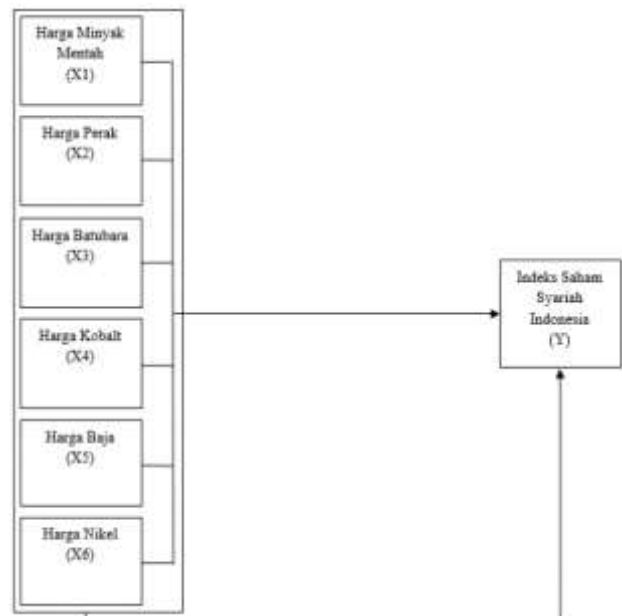 Harga Minyak
Mentah
(X1)
Harga Perak
(X2)
Harga Batubara
(X3)
Harga Kobalt
(X4)
Harga Baja
(X5)
Harga Nikel
(X6)
Indeks Saham
Syariah
Indonesia
(Y)